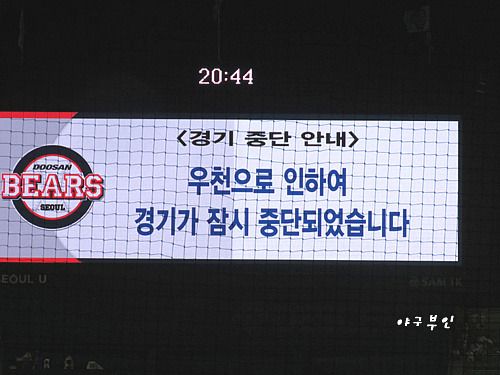 20:44
<경기 중단 안내>
DOOSAN
BEARS
SEOUL
우천으로 인하여
경기가 잠시 중단되었습니다
SEOUL U
야구부인